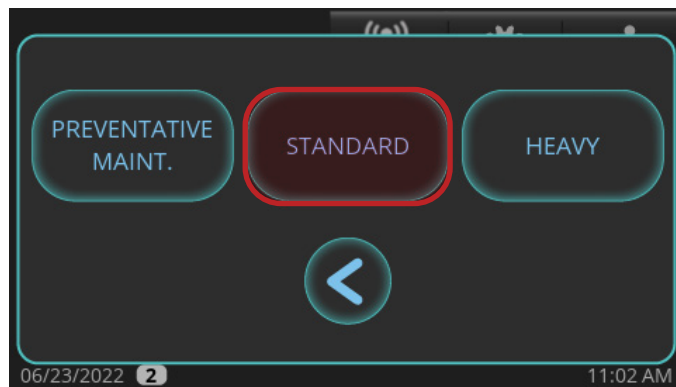 PREVENTATIVE
MAINT.
STANDARD
HEAVY
06/23/2022 2
11:02 AM